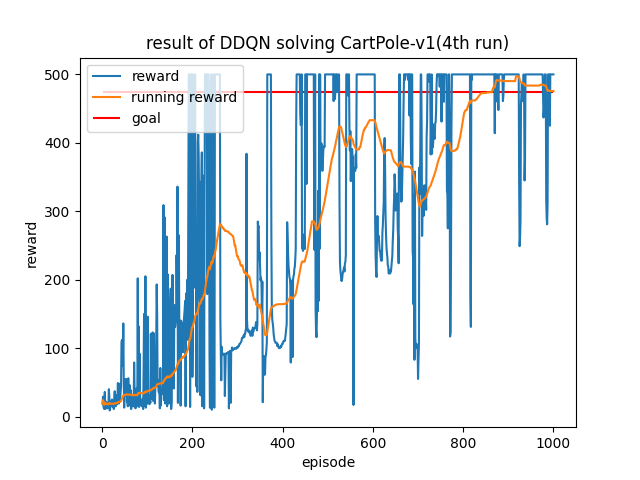 result of DDQN solving CartPole-v1(4th run)
reward
running reward
goal
500
400
300
200
100
0
reward
0 200 400 600 800 1000
episode